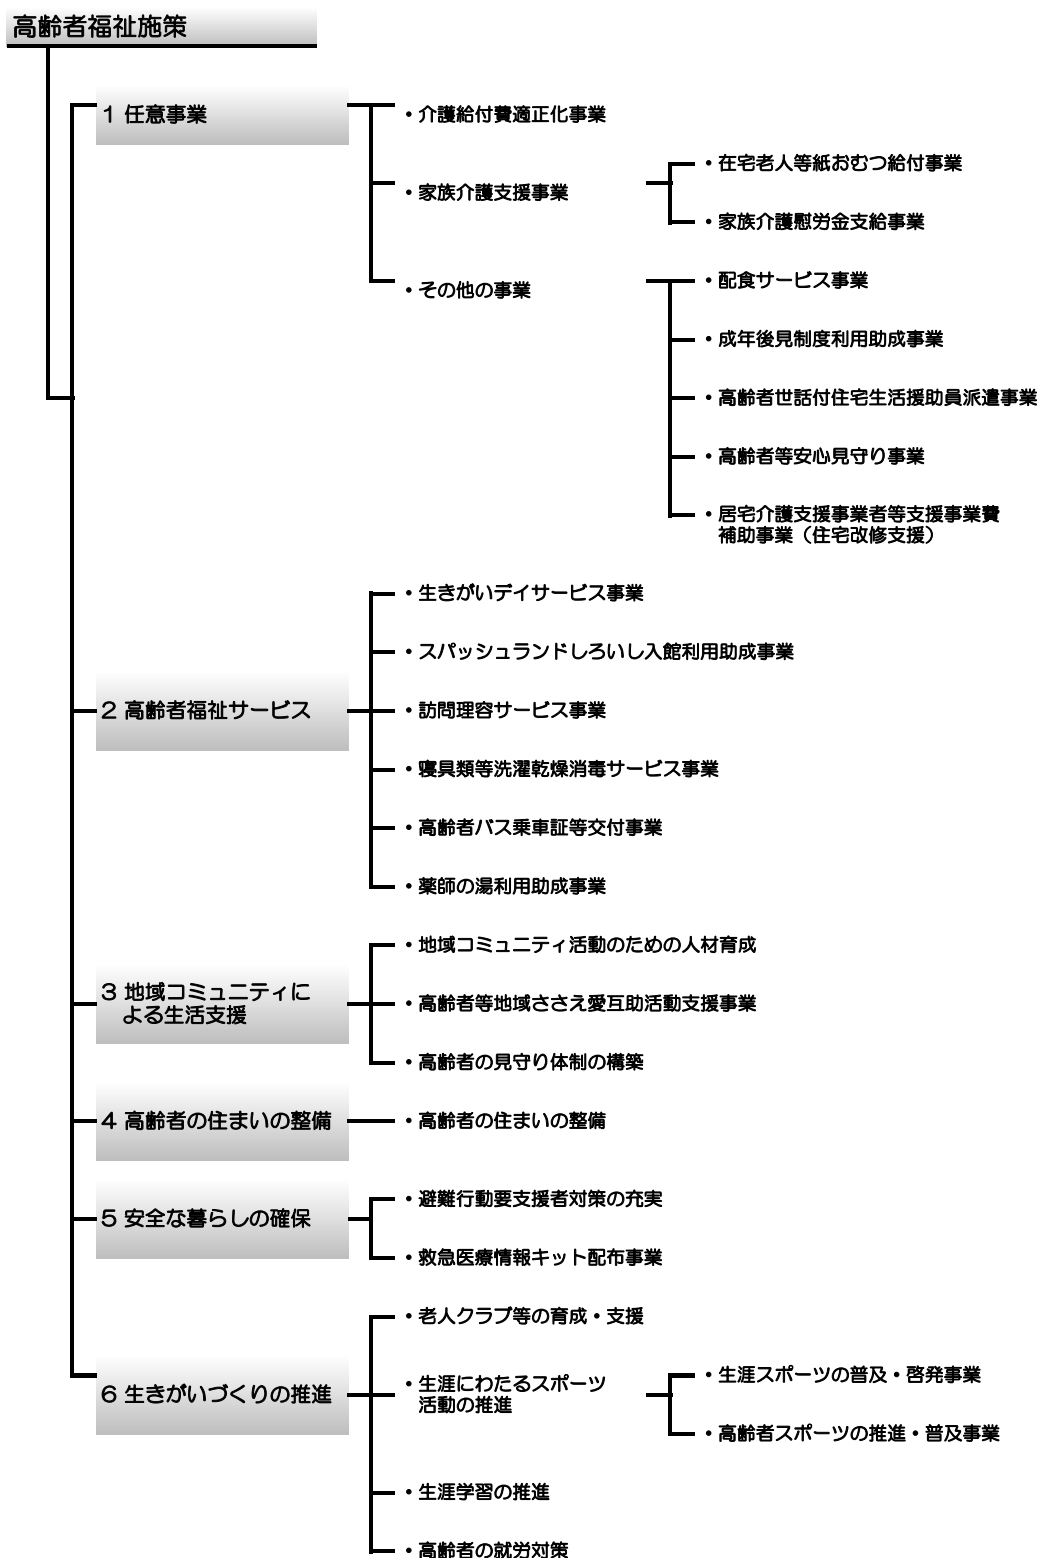 高齢者福祉施策
1 任意事業
・介護給付費適正化事業
・家族介護支援事業
・在宅老人等紙おむつ給付事業
・家族介護慰労金支給事業
・その他の事業
・配食サービス事業
・成年後見制度利用助成事業
・高齢者世話付住宅生活援助員派遣事業
・高齢者等安心見守り事業
・居宅介護支援事業者等支援事業費
補助事業（住宅改修支援）
2 高齢者福祉サービス
・生きがいデイサービス事業
・スパッシュランドしろいし入館利用助成事業
・訪問理容サービス事業
・寝具類等洗濯乾燥消毒サービス事業
・高齢者バス乗車証等交付事業
・薬師の湯利用助成事業
3 地域コミュニティに
よる生活支援
・地域コミュニティ活動のための人材育成
・高齢者等地域ささえ愛互助活動支援事業
・高齢者の見守り体制の構築
4 高齢者の住まいの整備
・高齢者の住まいの整備
5 安全な暮らしの確保
・避難行動要支援者対策の充実
・救急医療情報キット配布事業
6 生きがいづくりの推進
・老人クラブ等の育成・支援
・生涯にわたるスポーツ
活動の推進
・生涯スポーツの普及・啓発事業
・高齢者スポーツの推進・普及事業
・生涯学習の推進
・高齢者の就労対策